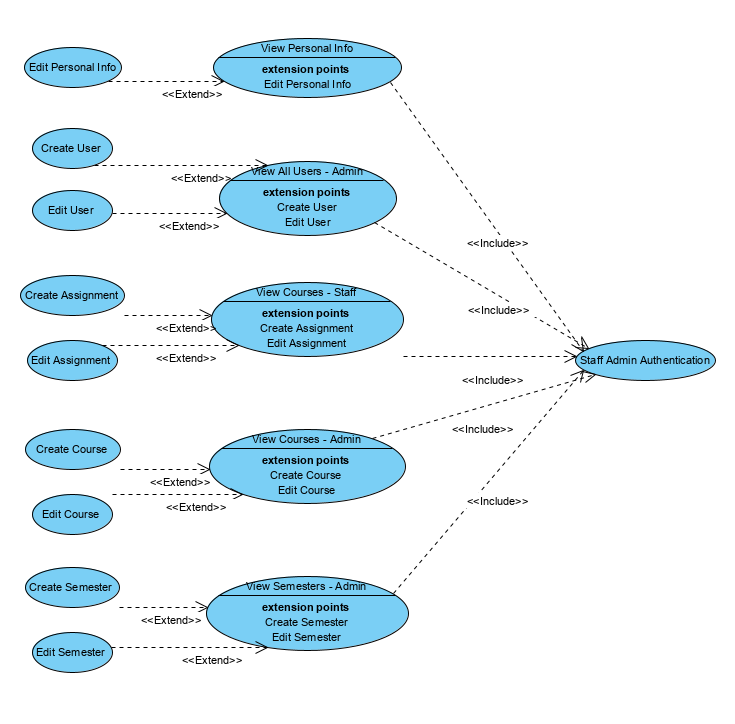 View Personal Info
Edit Personal Info
extension points
Edit Personal Info
<<Extend>>
Create User
View All Users - Admin
<<Extend>>
extension points
Create User
Edit User
Edit User
<<Extend>>
<<Include>>
Create Assignment
View Courses - Staff
<<Include>>
extension points
<<Extend>>
Create Assignment
Edit Assignment
Edit Assignment
<<Extend>>
Staff Admin Authentication
<<Include>>
Create Course
View Courses - Admin
<<Include>>
extension points
Create Course
<<Extend>>
Edit Course
<<Include>>
Edit Course
<<Extend>>
Create Semester
View Semesters - Admin
extension points
<<Extend>>
Create Semester
Edit Semester
Edit Semester
<<Extend>>